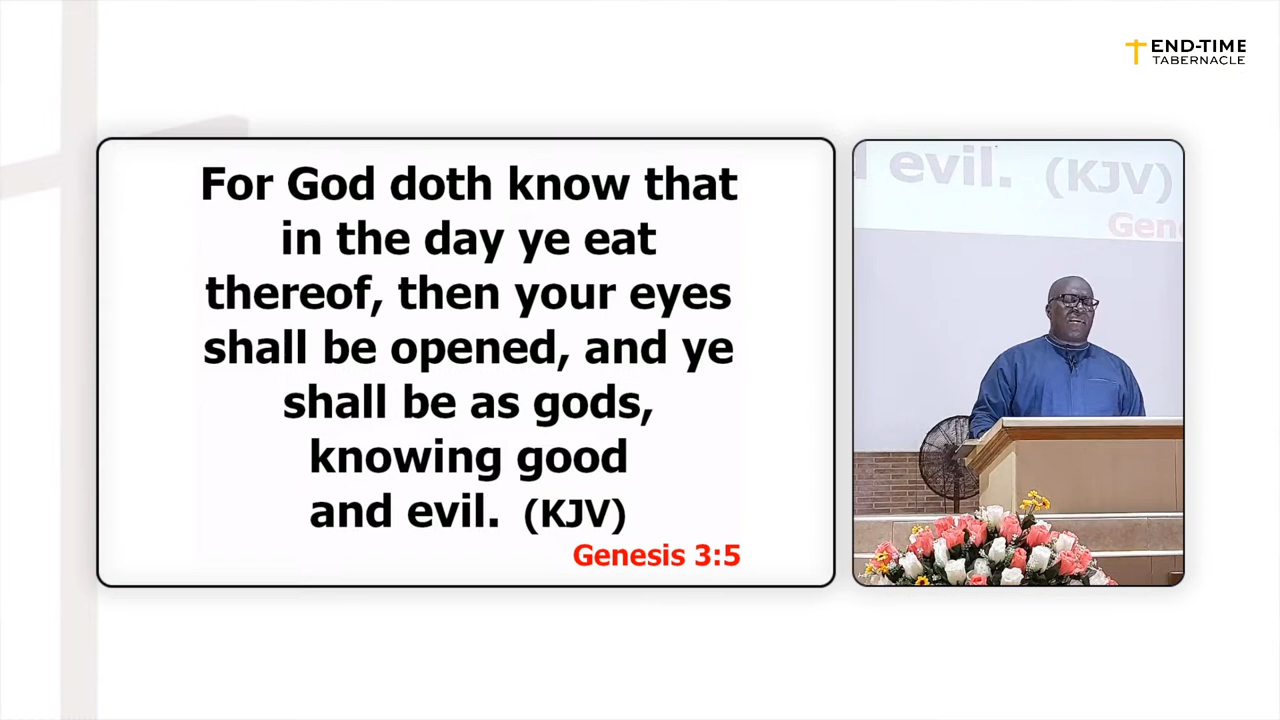 END-TIME
TABERNACLE
For God doth know that
in the day ye eat
thereof, then your eyes
shall be opened, and ye
shall be as gods,
knowing good
and evil. (KJV)
Genesis 3:5
evil. (KJV)
Gen